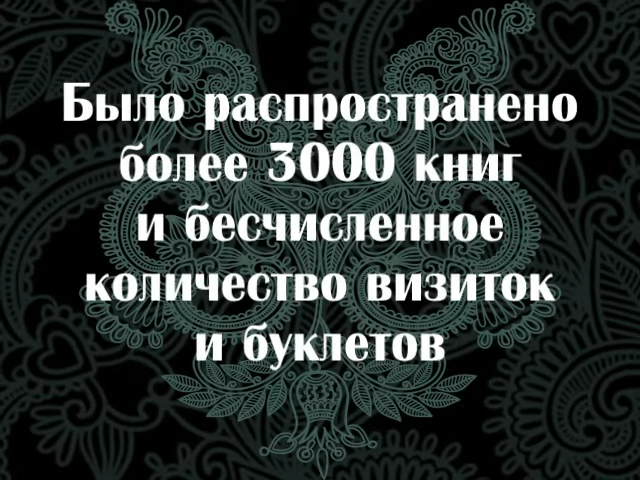 Было распространено
более 3000 книг
и бесчисленное
количество визиток
и буклетов